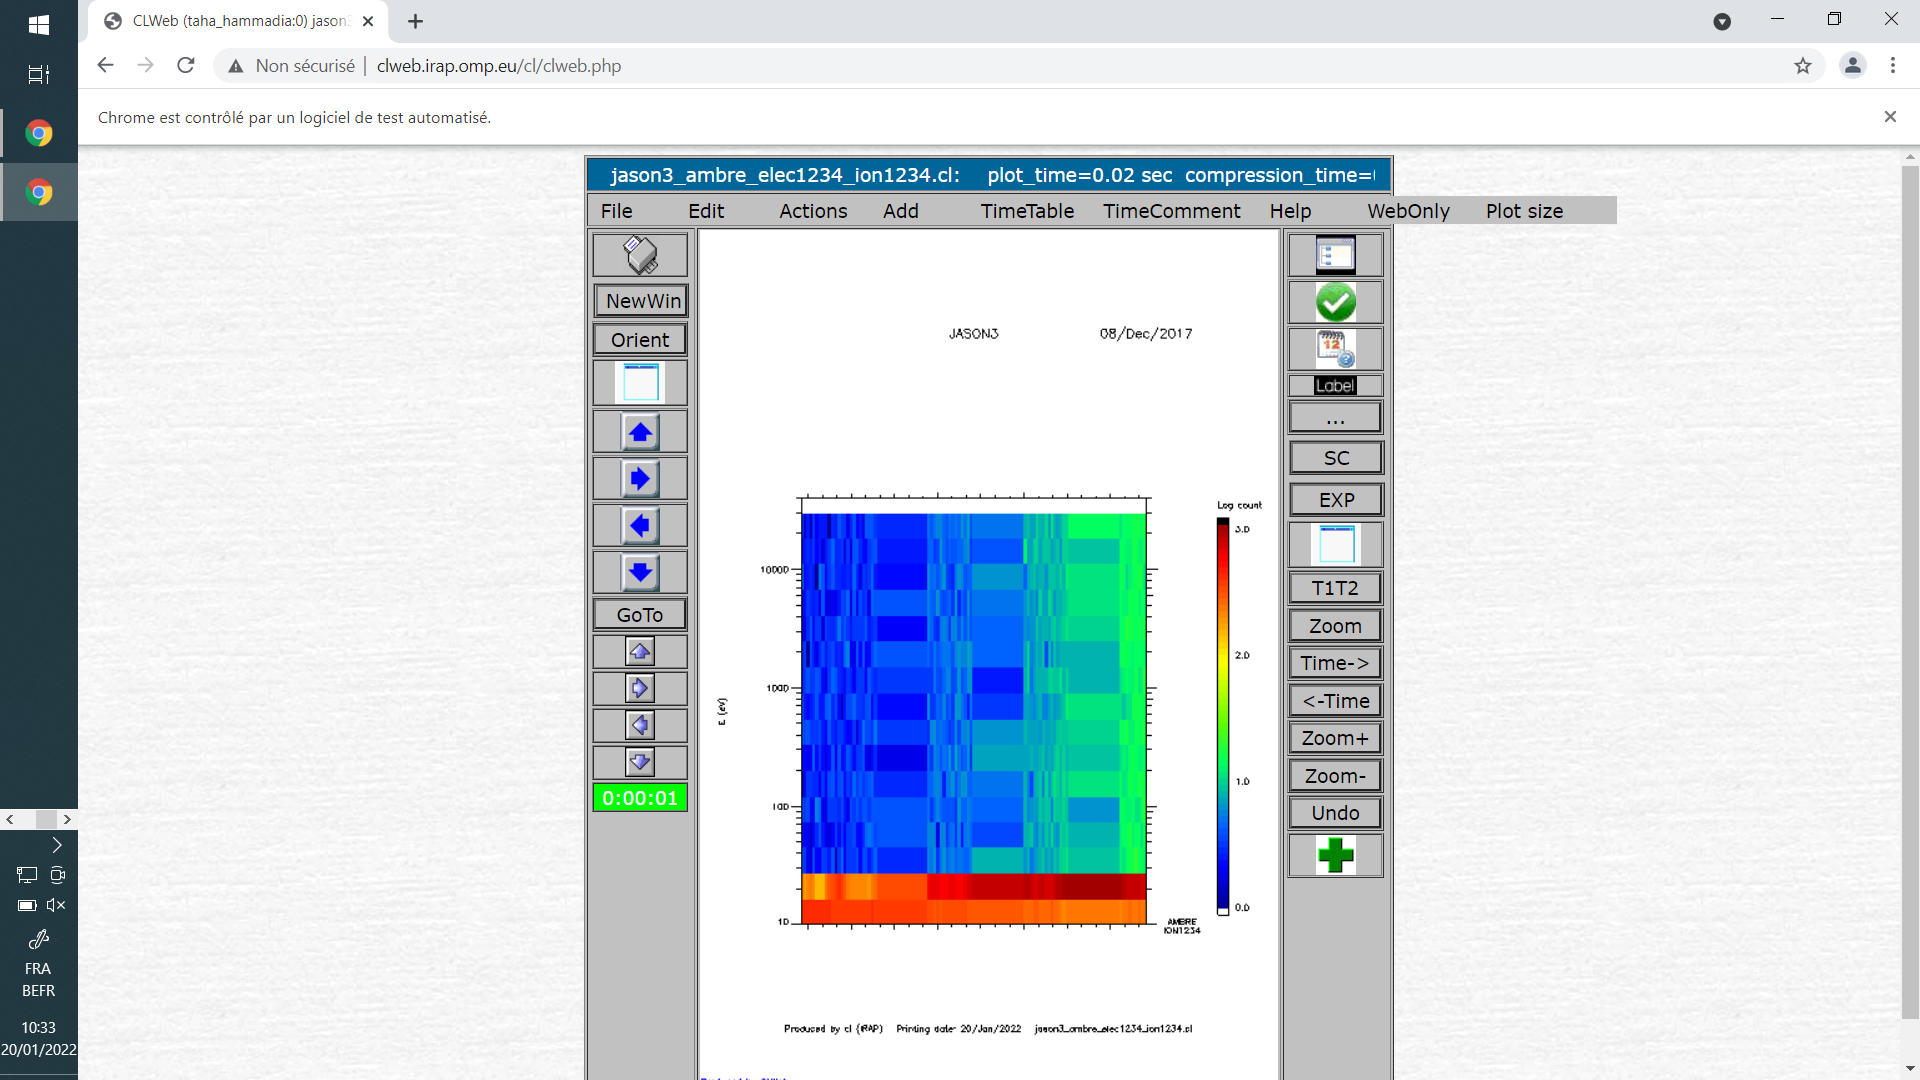 CLWeb (taha_hammadia:0) jason3
Non sécurisé | clweb.irap.omp.eu/cl/clweb.php
Chrome est contrôlé par un logiciel de test automatisé.
jason3_ambre_elec1234_ion1234.cl: plot_time=0.02 sec compression_time=
File Edit Actions Add TimeTable TimeComment Help WebOnly Plot size
NewWin
Orient
GoTo
0:00:01
JASON3 08/Dec/2017
Log count
3.0
2.0
1.0
0.0
10000
1000
100
10
E (eV)
AMBRE
ION1234
Produced by cl (IRAP) Printing date: 20/Jan/2022 jason3_ambre_elec1234_ion1234.cl
12
Label
...
SC
EXP
T1T2
Zoom
Time->
<-Time
Zoom+
Zoom-
Undo
FRA
BEFR
10:33
20/01/2022